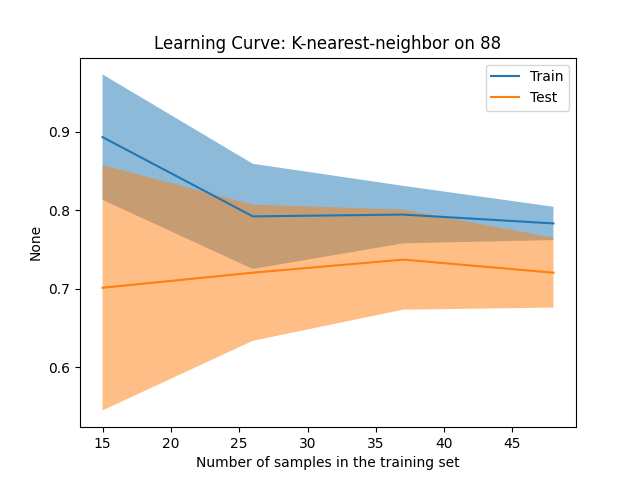 Learning Curve: K-nearest-neighbor on 88
Train
Test
0.9
0.8
0.7
0.6
None
15 20 25 30 35 40 45
Number of samples in the training set